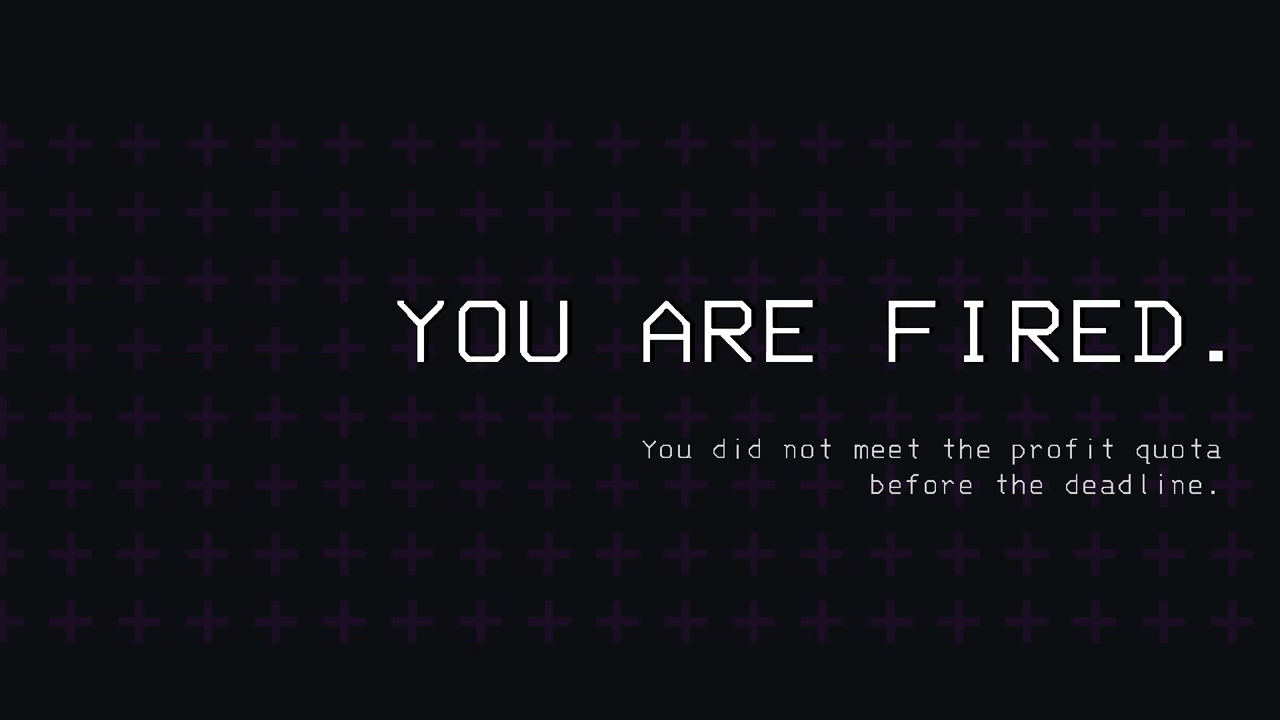 YOU ARE FIRED.
You did not meet the profit quota
before the deadline.